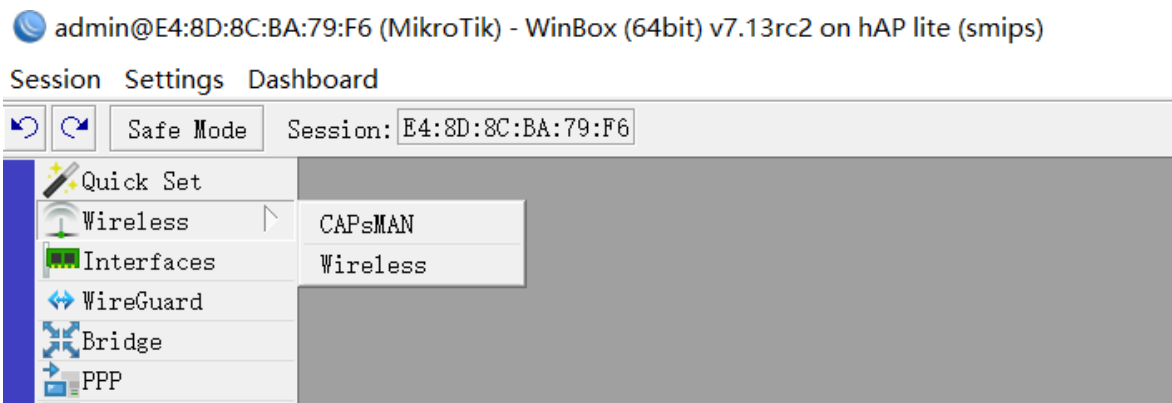 admin@E4:8D:8C:BA:79:F6 (MikroTik) - WinBox (64bit) v7.13rc2 on hAP lite (smips)
Session Settings Dashboard
Safe Mode Session: E4:8D:8C:BA:79:F6
Quick Set
Wireless
CAPsMAN
Interfaces
Wireless
WireGuard
Bridge
PPP